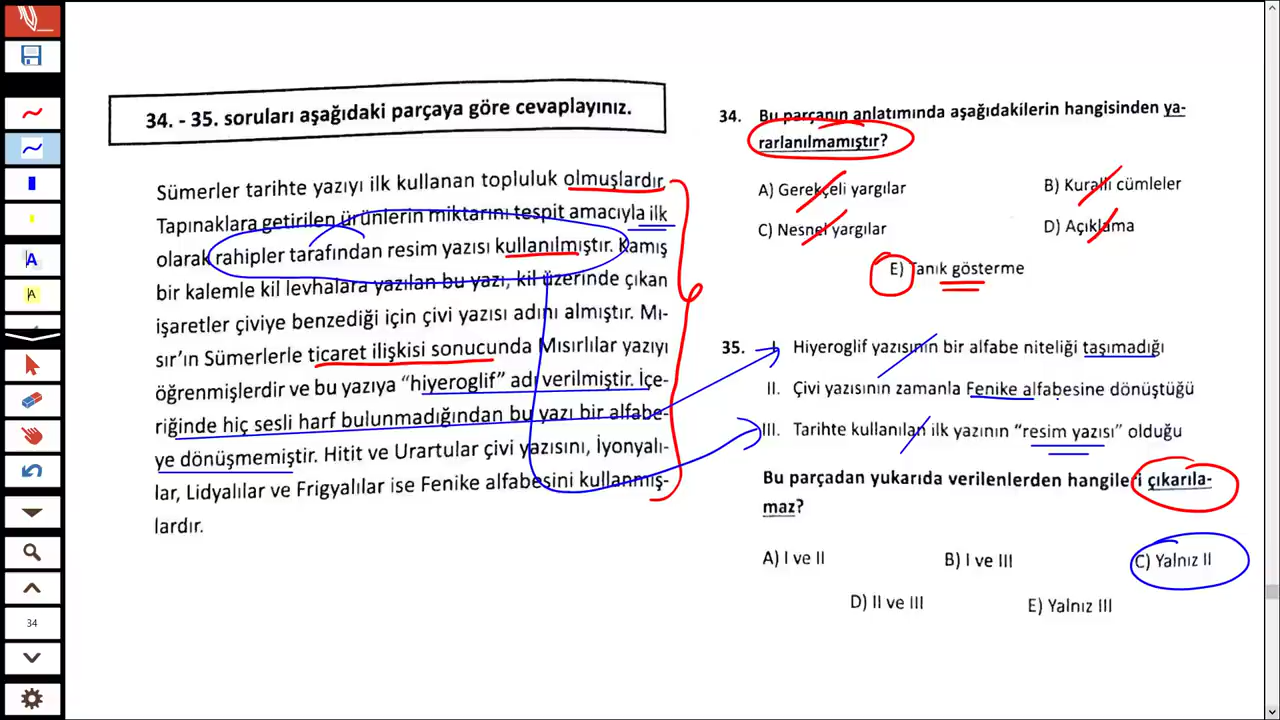 34. - 35. soruları aşağıdaki parçaya göre cevaplayınız.
Sümerler tarihte yazıyı ilk kullanan topluluk olmuşlardır.
Tapınaklara getirilen ürünlerin miktarını tespit amacıyla ilk
olarak rahipler tarafından resim yazısı kullanılmıştır. Kamış
bir kalemle kil levhalara yazılan bu yazı, kil üzerinde çıkan
işaretler çiviye benzediği için çivi yazısı adını almıştır. Mı-
sır'ın Sümerlerle ticaret ilişkisi sonucunda Mısırlılar yazıyı
öğrenmişlerdir ve bu yazıya "hiyeroglif" adı verilmiştir. İçe-
riğinde hiç sesli harf bulunmadığından bu yazı bir alfabe-
ye dönüşmemiştir. Hitit ve Urartular çivi yazısını, İyonyalı-
lar, Lidyalılar ve Frigyalılar ise Fenike alfabesini kullanmış-
lardır.
34. Bu parçanın anlatımında aşağıdakilerin hangisinden ya-
rarlanılmamıştır?
A) Gerekçeli yargılar
B) Kurallı cümleler
C) Nesnel yargılar
D) Açıklama
E) Tanık gösterme
35. I. Hiyeroglif yazısının bir alfabe niteliği taşımadığı
II. Çivi yazısının zamanla Fenike alfabesine dönüştüğü
III. Tarihte kullanılan ilk yazının "resim yazısı" olduğu
Bu parçadan yukarıda verilenlerden hangileri çıkarıla-
maz?
A) I ve II
B) I ve III
C) Yalnız II
D) II ve III
E) Yalnız III
A
A
34